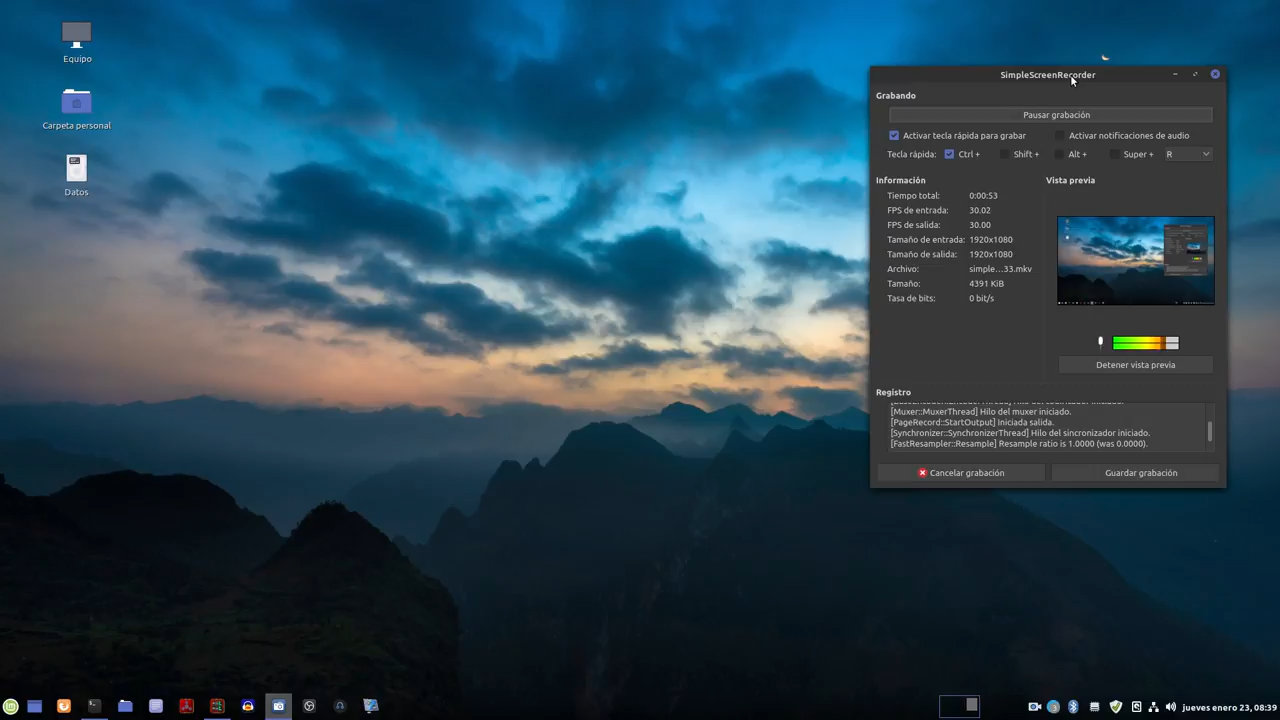 Equipo
Carpeta personal
Datos
SimpleScreenRecorder
Grabando
Pausar grabación
Activar tecla rápida para grabar
Activar notificaciones de audio
Tecla rápida: Ctrl + Shift + Alt + Super + R
Información
Vista previa
Tiempo total: 0:00:53
FPS de entrada: 30.02
FPS de salida: 30.00
Tamaño de entrada: 1920x1080
Tamaño de salida: 1920x1080
Archivo: simple...33.mkv
Tamaño: 4391 KiB
Tasa de bits: 0 bit/s
Detener vista previa
Registro
[Muxer::MuxerThread] Hilo del muxer iniciado.
[PageRecord::StartOutput] Iniciada salida.
[Synchronizer::SynchronizerThread] Hilo del sincronizador iniciado.
[FastResampler::Resample] Resample ratio is 1.0000 (was 0.0000).
Cancelar grabación
Guardar grabación
jueves enero 23, 08:39